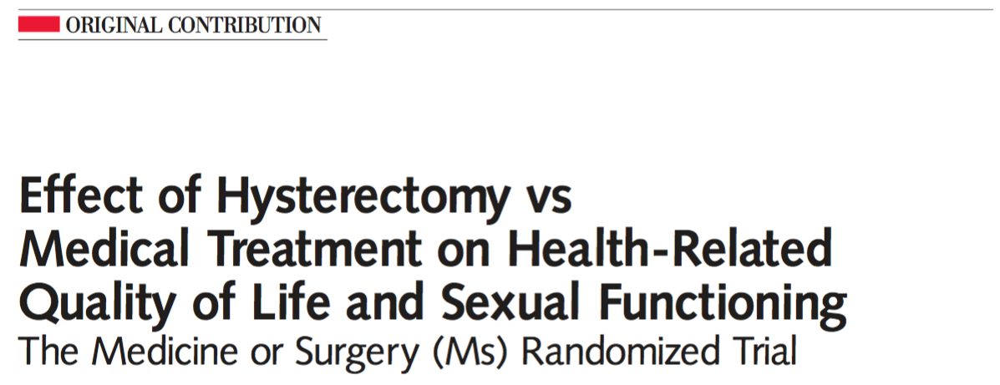 ORIGINAL CONTRIBUTION
Effect of Hysterectomy vs
Medical Treatment on Health-Related
Quality of Life and Sexual Functioning
The Medicine or Surgery (Ms) Randomized Trial